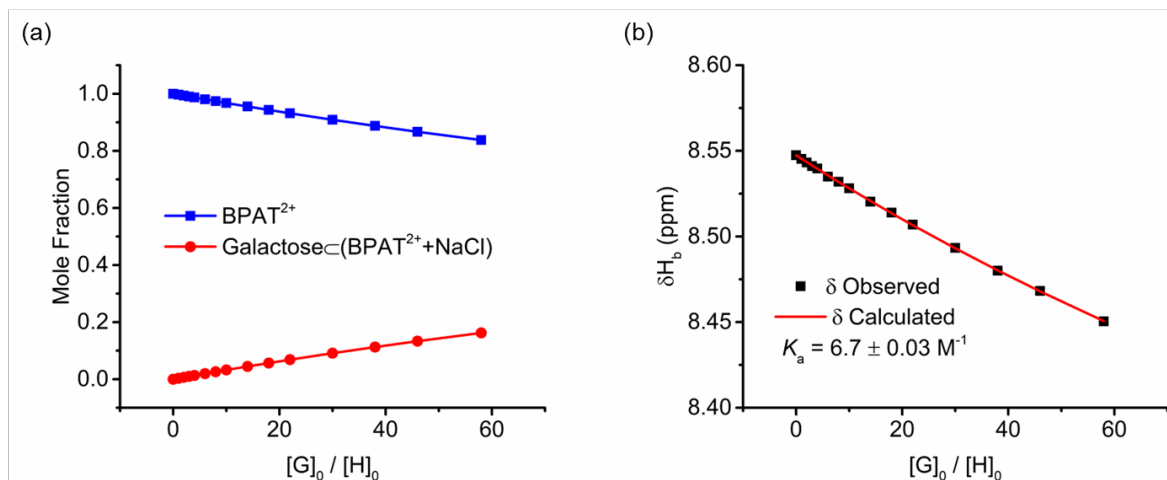 (a)
Mole Fraction
1.0
0.8
0.6
0.4
0.2
0.0
BPAT²⁺
Galactose⊂(BPAT²⁺+NaCl)
0 20 40 60
[G]₀ / [H]₀
(b)
δH_b (ppm)
8.60
8.55
8.50
8.45
8.40
δ Observed
δ Calculated
Kₐ = 6.7 ± 0.03 M⁻¹
0 20 40 60
[G]₀ / [H]₀